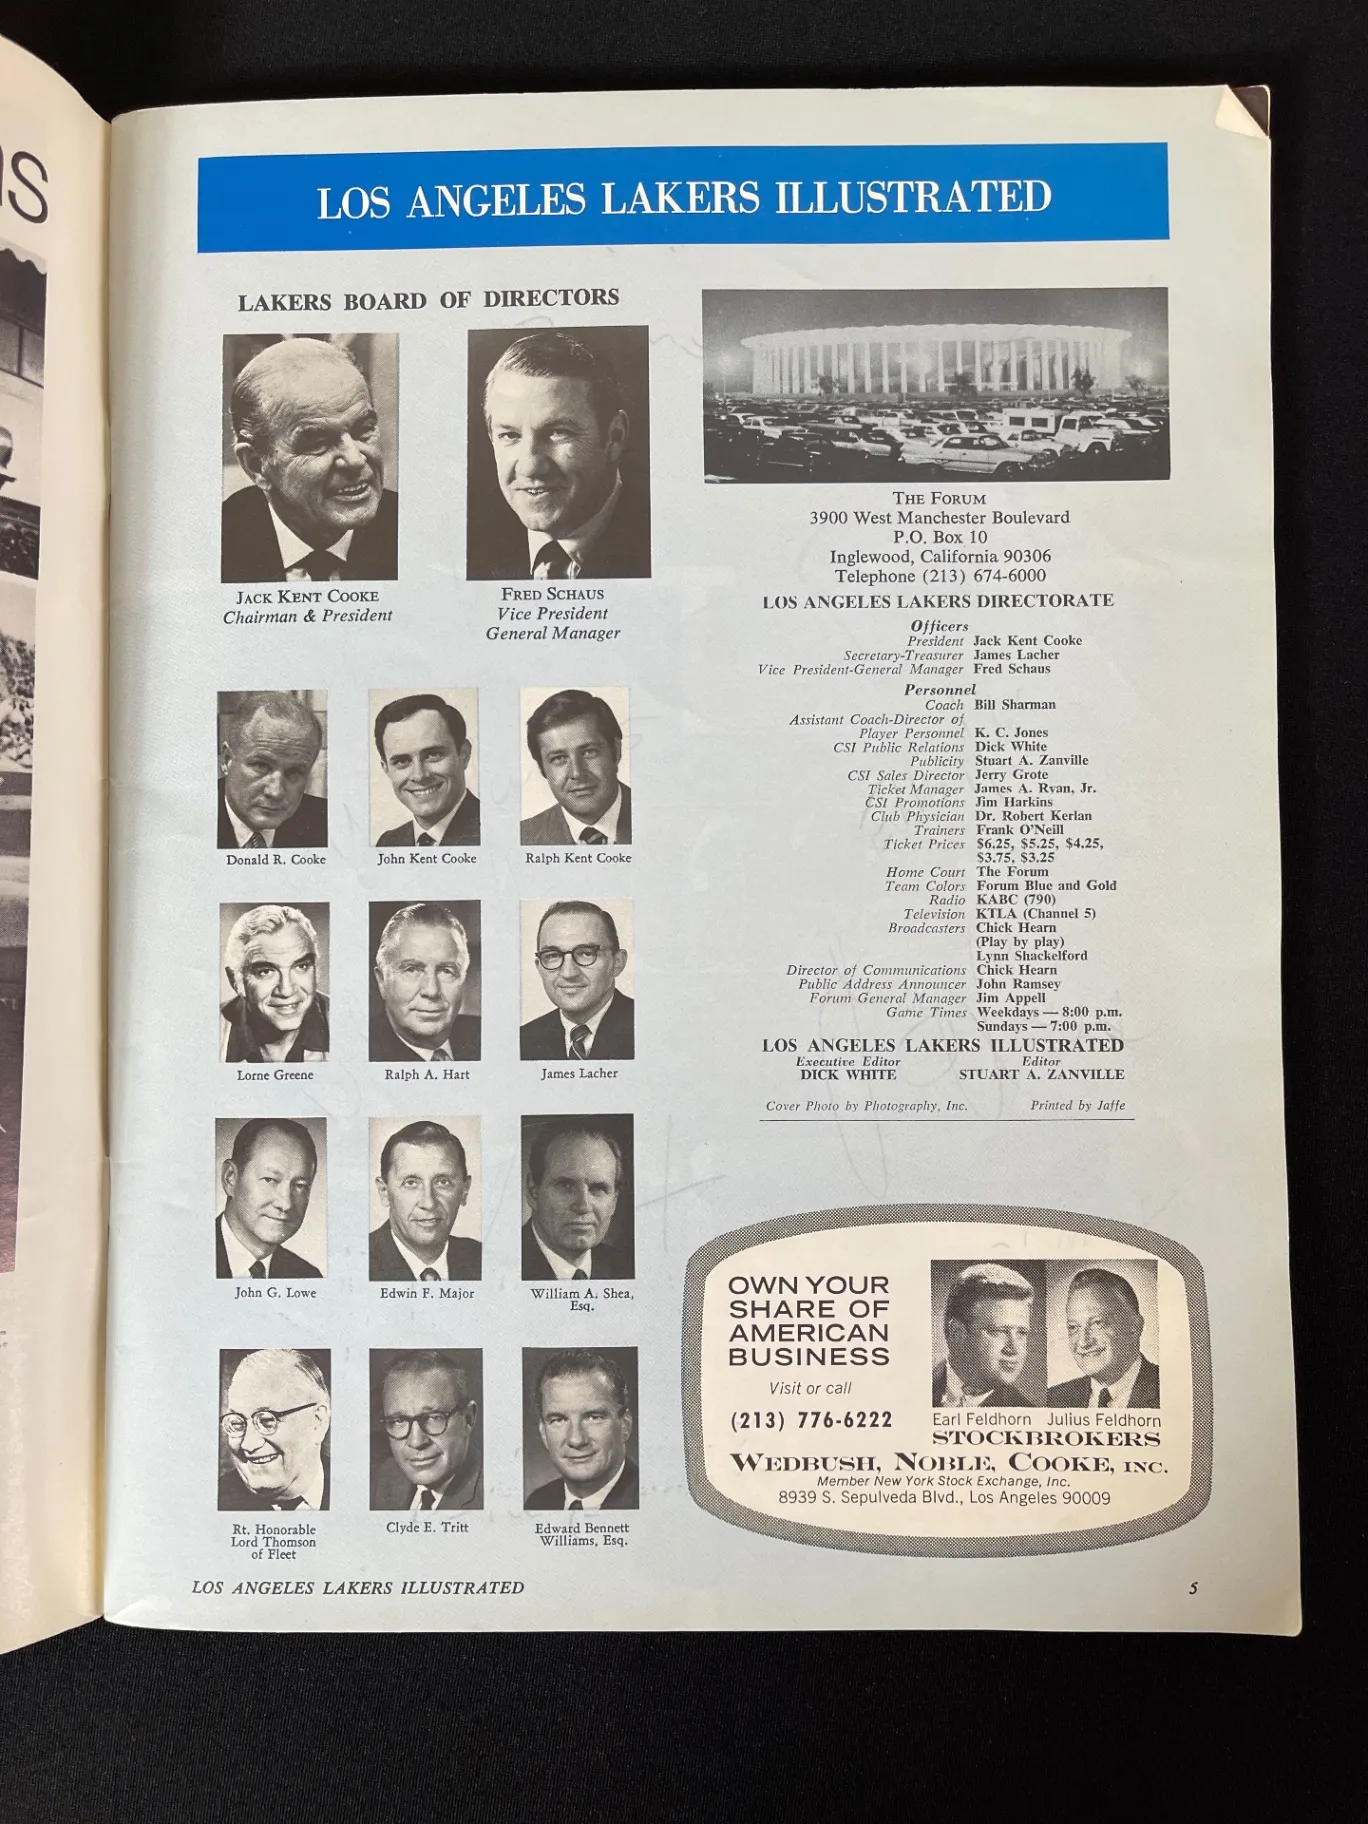 ns
LOS ANGELES LAKERS ILLUSTRATED
LAKERS BOARD OF DIRECTORS
JACK KENT COOKE
Chairman & President
FRED SCHAUS
Vice President
General Manager
Donald R. Cooke
John Kent Cooke
Ralph Kent Cooke
Lorne Greene
Ralph A. Hart
James Lacher
John G. Lowe
Edwin F. Major
William A. Shea,
Esq.
Rt. Honorable
Lord Thomson
of Fleet
Clyde E. Tritt
Edward Bennett
Williams, Esq.
THE FORUM
3900 West Manchester Boulevard
P.O. Box 10
Inglewood, California 90306
Telephone (213) 674-6000
LOS ANGELES LAKERS DIRECTORATE
Officers
President Jack Kent Cooke
Secretary-Treasurer James Lacher
Vice President-General Manager Fred Schaus
Personnel
Coach Bill Sharman
Assistant Coach-Director of
Player Personnel K. C. Jones
CSI Public Relations Dick White
Publicity Stuart A. Zanville
CSI Sales Director Jerry Grote
Ticket Manager James A. Ryan, Jr.
CSI Promotions Jim Harkins
Club Physician Dr. Robert Kerlan
Trainers Frank O'Neill
Ticket Prices $6.25, $5.25, $4.25,
$3.75, $3.25
Home Court The Forum
Team Colors Forum Blue and Gold
Radio KABC (790)
Television KTLA (Channel 5)
Broadcasters Chick Hearn
(Play by play)
Lynn Shackelford
Director of Communications Chick Hearn
Public Address Announcer John Ramsey
Forum General Manager Jim Appell
Game Times Weekdays — 8:00 p.m.
Sundays — 7:00 p.m.
LOS ANGELES LAKERS ILLUSTRATED
Executive Editor Editor
DICK WHITE STUART A. ZANVILLE
Cover Photo by Photography, Inc. Printed by Jaffe
OWN YOUR
SHARE OF
AMERICAN
BUSINESS
Visit or call
(213) 776-6222
Earl Feldhorn Julius Feldhorn
STOCKBROKERS
WEDBUSH, NOBLE, COOKE, INC.
Member New York Stock Exchange, Inc.
8939 S. Sepulveda Blvd., Los Angeles 90009
LOS ANGELES LAKERS ILLUSTRATED 5